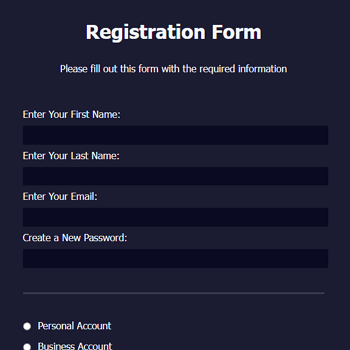 Registration Form
Please fill out this form with the required information
Enter Your First Name:
Enter Your Last Name:
Enter Your Email:
Create a New Password:
Personal Account
Business Account